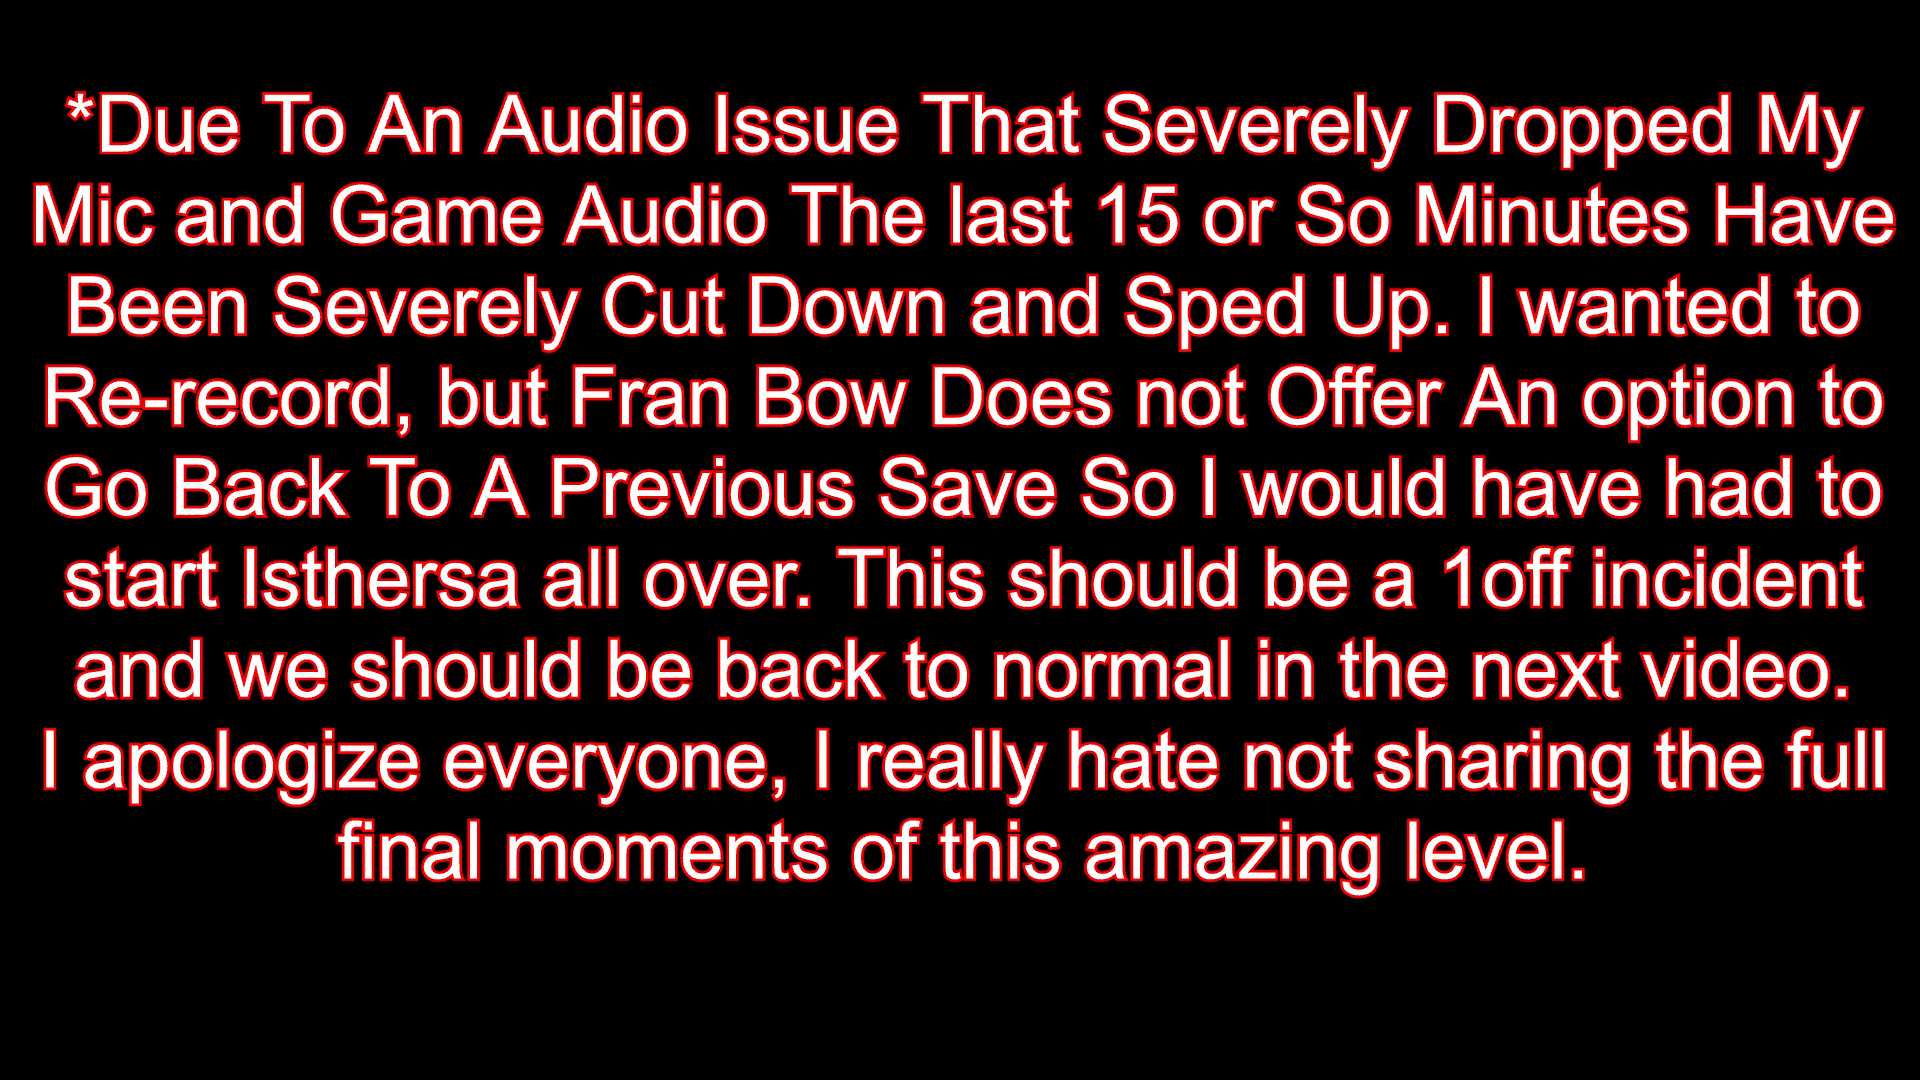 *Due To An Audio Issue That Severely Dropped My
Mic and Game Audio The last 15 or So Minutes Have
Been Severely Cut Down and Sped Up. I wanted to
Re-record, but Fran Bow Does not Offer An option to
Go Back To A Previous Save So I would have had to
start Isthersa all over. This should be a 1off incident
and we should be back to normal in the next video.
I apologize everyone, I really hate not sharing the full
final moments of this amazing level.